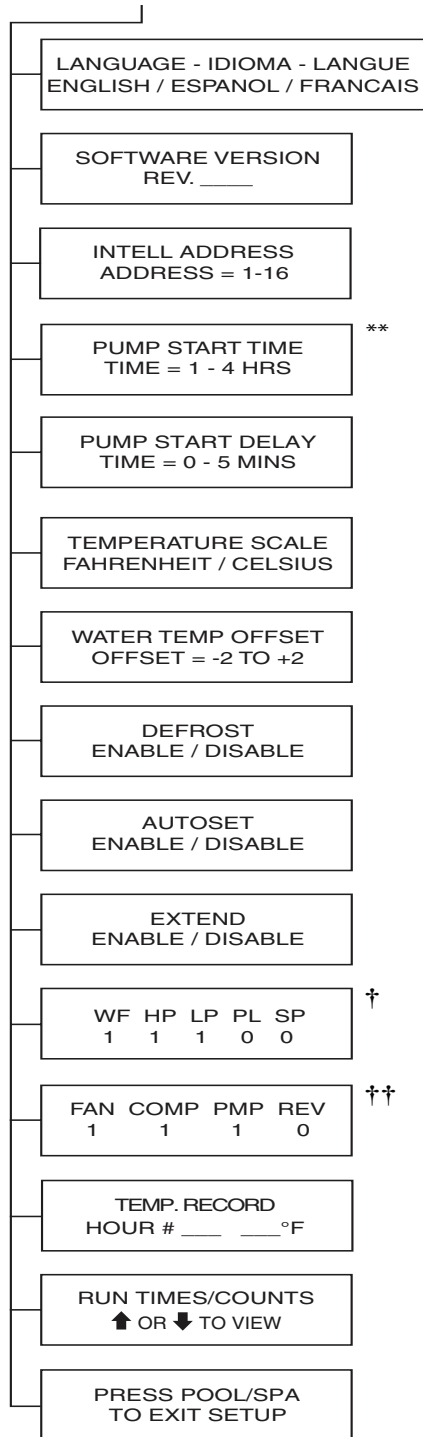 LANGUAGE - IDIOMA - LANGUE
ENGLISH / ESPANOL / FRANCAIS
SOFTWARE VERSION
REV. ____
INTELL ADDRESS
ADDRESS = 1-16
PUMP START TIME
TIME = 1 - 4 HRS
**
PUMP START DELAY
TIME = 0 - 5 MINS
TEMPERATURE SCALE
FAHRENHEIT / CELSIUS
WATER TEMP OFFSET
OFFSET = -2 TO +2
DEFROST
ENABLE / DISABLE
AUTOSET
ENABLE / DISABLE
EXTEND
ENABLE / DISABLE
WF HP LP PL SP
1 1 1 0 0
†
FAN COMP PMP REV
1 1 1 0
††
TEMP. RECORD
HOUR # ___ ___°F
RUN TIMES/COUNTS
⬆ OR ⬇ TO VIEW
PRESS POOL/SPA
TO EXIT SETUP